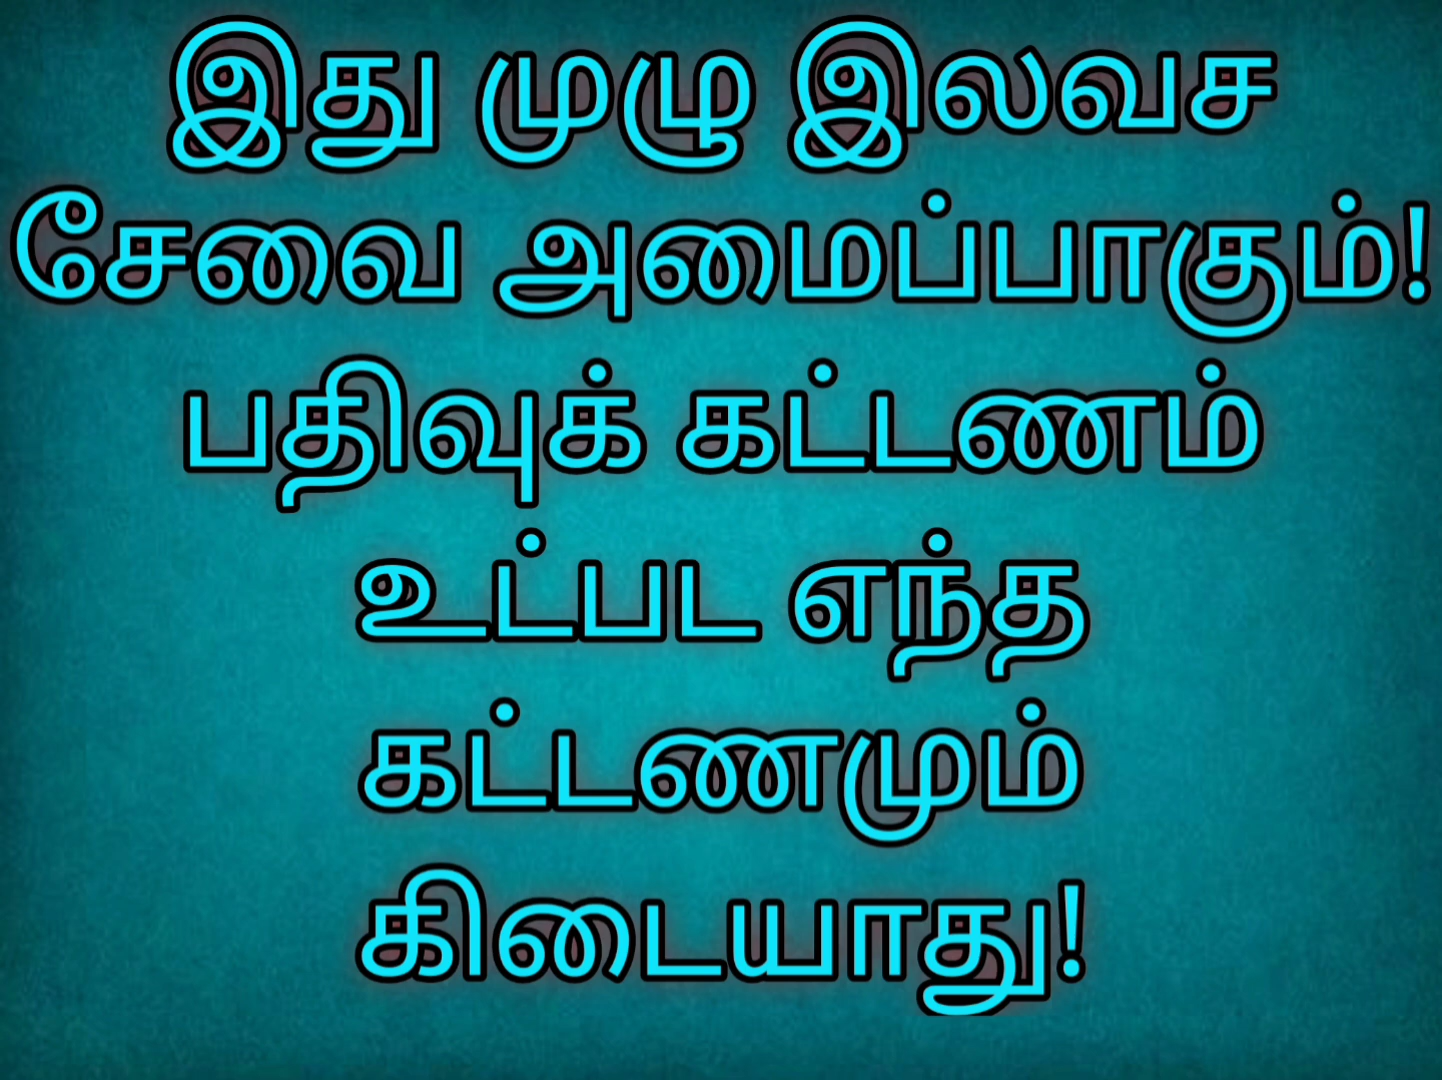 இது முழு இலவச
சேவை அமைப்பாகும்!
பதிவுக் கட்டணம்
உட்பட எந்த
கட்டணமும்
கிடையாது!